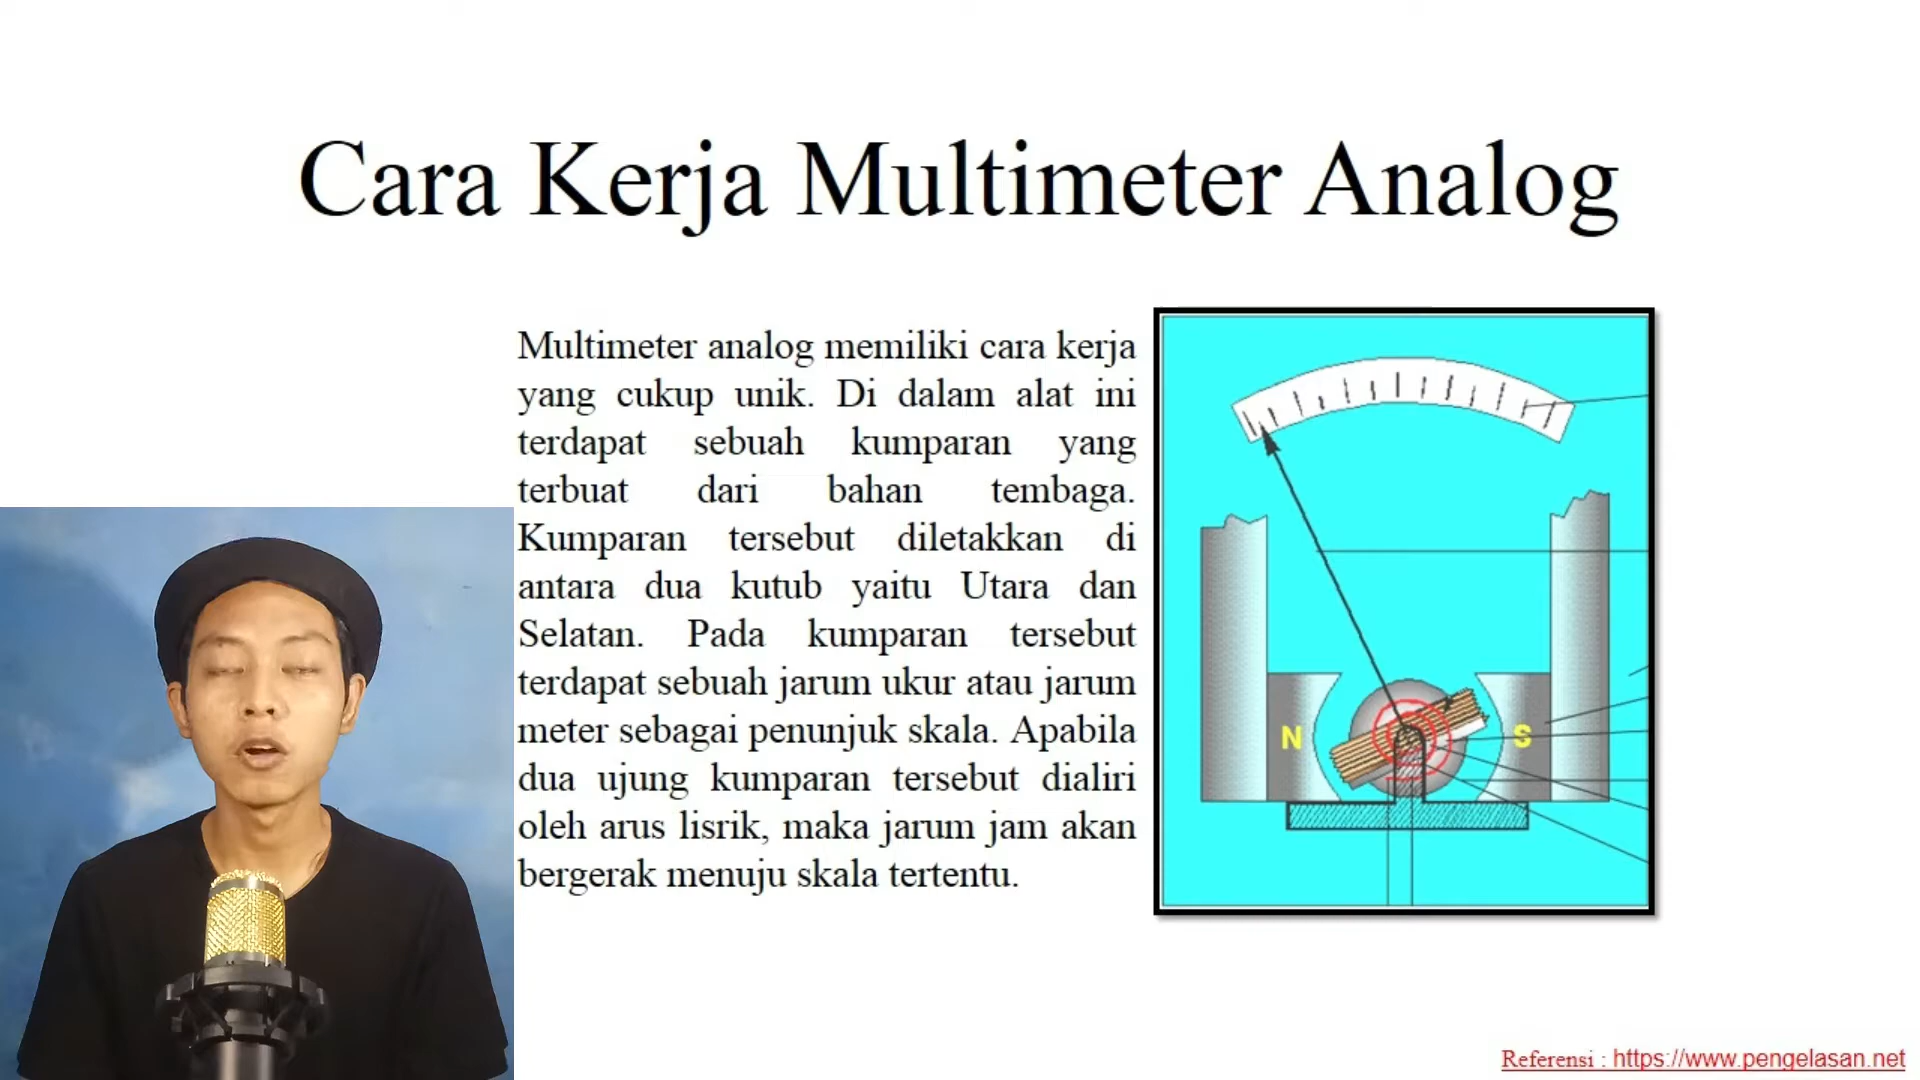 Cara Kerja Multimeter Analog
Multimeter analog memiliki cara kerja
yang cukup unik. Di dalam alat ini
terdapat sebuah kumparan yang
terbuat dari bahan tembaga.
Kumparan tersebut diletakkan di
antara dua kutub yaitu Utara dan
Selatan. Pada kumparan tersebut
terdapat sebuah jarum ukur atau jarum
meter sebagai penunjuk skala. Apabila
dua ujung kumparan tersebut dialiri
oleh arus lisrik, maka jarum jam akan
bergerak menuju skala tertentu.
N
S
Referensi : https://www.pengelasan.net